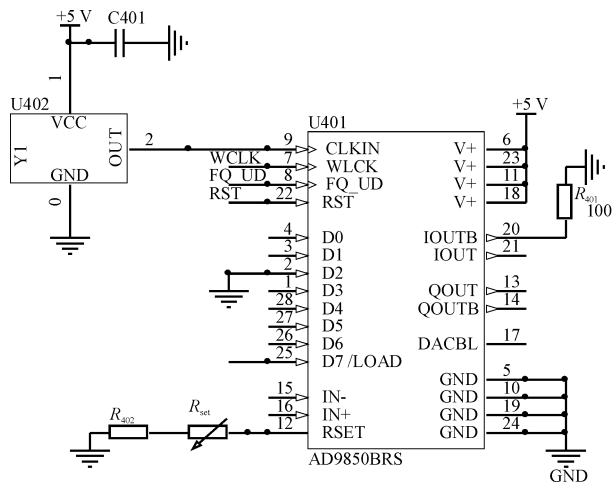 +5 V
C401
1
U402
VCC
Y1
OUT
GND
2
0
U401
+5 V
9 CLKIN V+ 6
WCLK 7 WLCK V+ 23
FQ_UD 8 FQ_UD V+ 11
RST 22 RST V+ 18
R401
100
4 D0 IOUTB 20
3 D1 IOUT 21
2 D2
1 D3 QOUT 13
28 D4 QOUTB 14
27 D5
26 D6 DACBL 17
25 D7 /LOAD
GND 5
15 IN- GND 10
16 IN+ GND 19
12 RSET GND 24
R402
Rset
AD9850BRS
GND